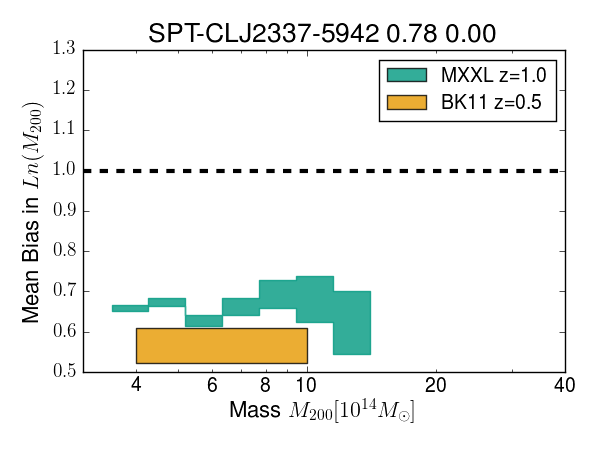 SPT-CLJ2337-5942 0.78 0.00
MXXL z=1.0
BK11 z=0.5
Mean Bias in Ln(M200)
1.3
1.2
1.1
1.0
0.9
0.8
0.7
0.6
0.5
4 6 8 10 20 40
Mass M200[10^14M⊙]